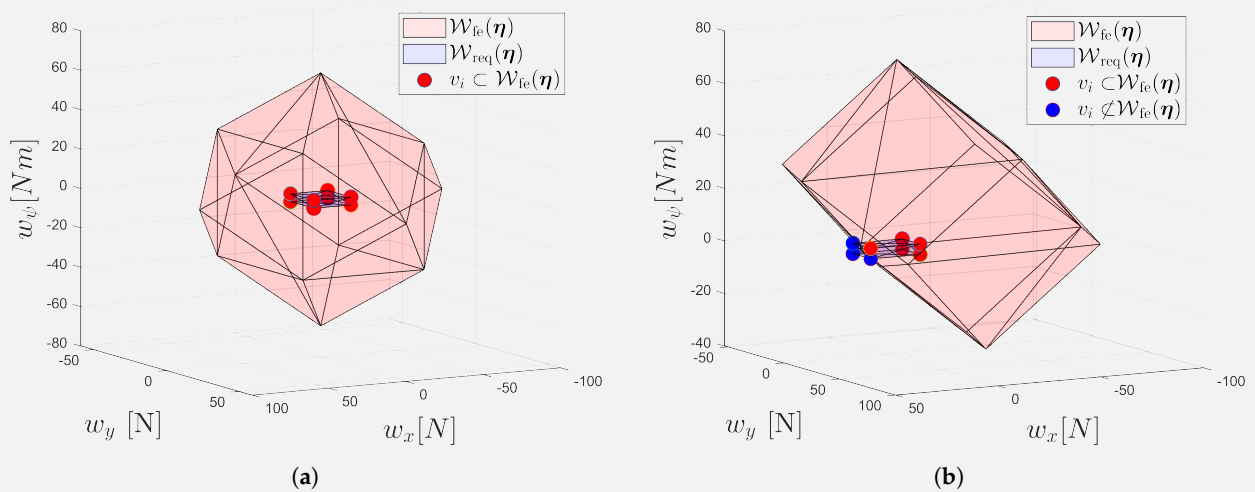 80
60
40
20
0
-20
-40
-60
-80
w_ψ[Nm]
-50
0
50
w_y [N]
100
50
0
-50
-100
w_x[N]
𝒲_fe(η)
𝒲_req(η)
v_i ⊂ 𝒲_fe(η)
(a)
80
60
40
20
0
-20
-40
w_ψ[Nm]
-50
0
50
100
w_y [N]
50
0
-50
-100
w_x[N]
𝒲_fe(η)
𝒲_req(η)
v_i ⊂𝒲_fe(η)
v_i ⊄𝒲_fe(η)
(b)